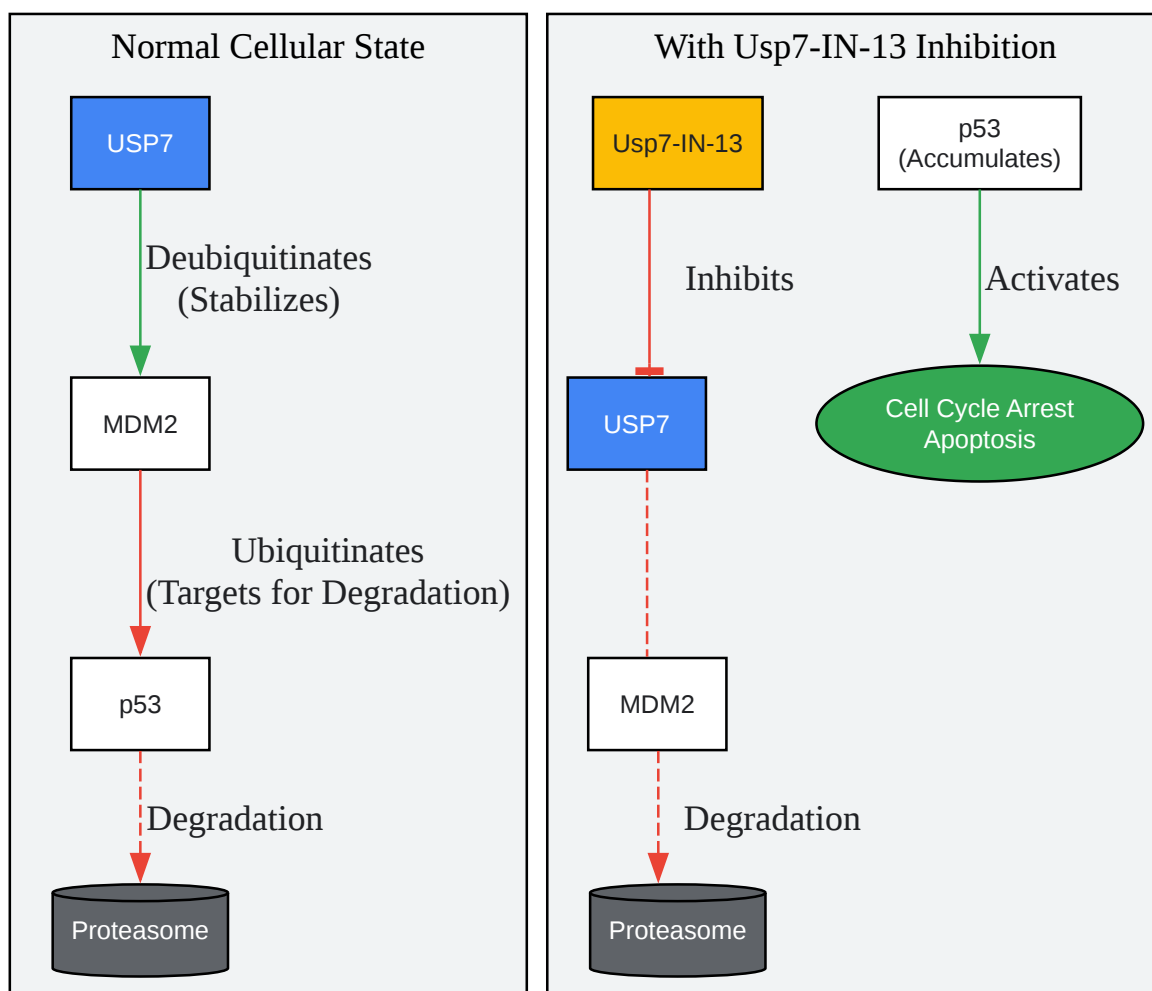 Normal Cellular State
USP7
Deubiquitinates
(Stabilizes)
MDM2
Ubiquitinates
(Targets for Degradation)
p53
Degradation
Proteasome
With Usp7-IN-13 Inhibition
Usp7-IN-13
Inhibits
USP7
MDM2
Degradation
Proteasome
p53
(Accumulates)
Activates
Cell Cycle Arrest
Apoptosis